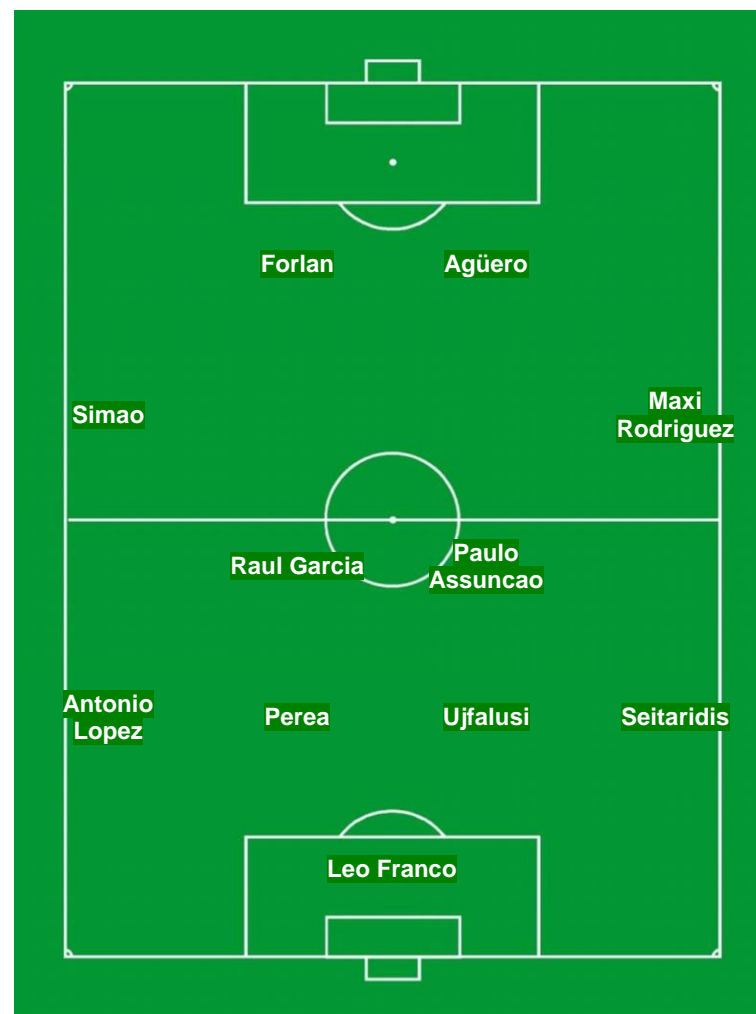 Forlan
Agüero
Simao
Maxi
Rodriguez
Raul Garcia
Paulo
Assuncao
Antonio
Lopez
Perea
Ujfalusi
Seitaridis
Leo Franco